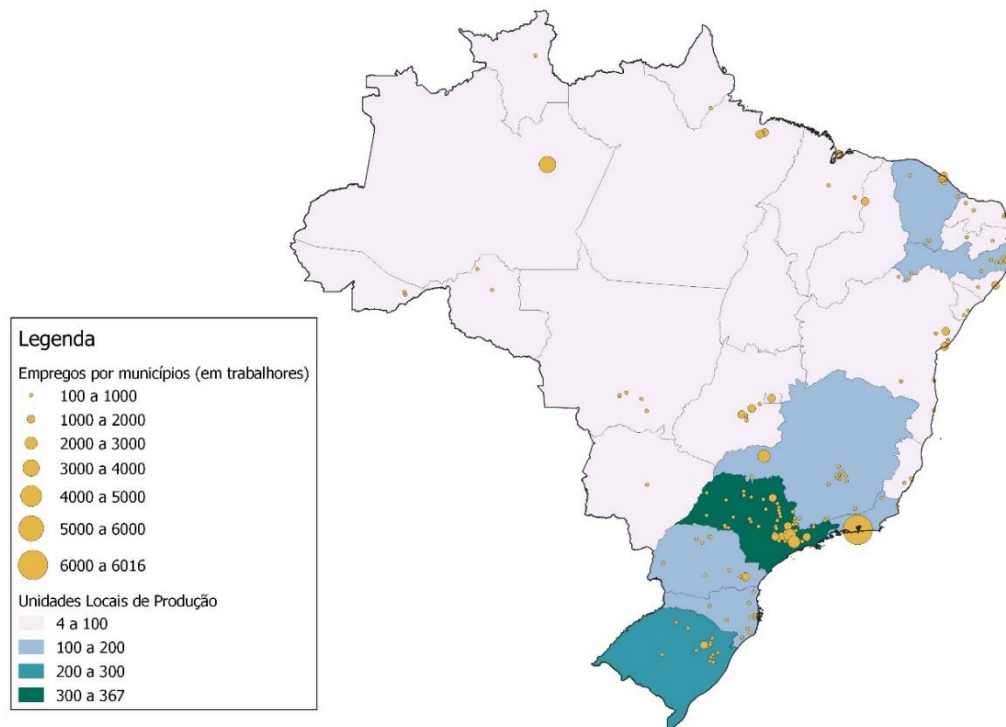 Legenda
Empregos por municípios (em trabalhores)
100 a 1000
1000 a 2000
2000 a 3000
3000 a 4000
4000 a 5000
5000 a 6000
6000 a 6016
Unidades Locais de Produção
4 a 100
100 a 200
200 a 300
300 a 367